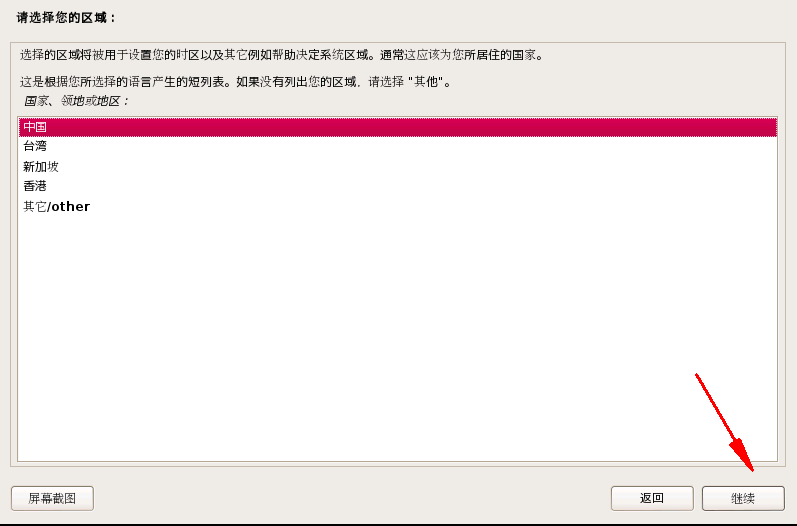 请选择您的区域：
选择的区域将被用于设置您的时区以及其它例如帮助决定系统区域。通常这应该为您所居住的国家。
这是根据您所选择的语言产生的短列表。如果没有列出您的区域，请选择 "其他"。
国家、领地或地区：
中国
台湾
新加坡
香港
其它/other
屏幕截图
返回
继续